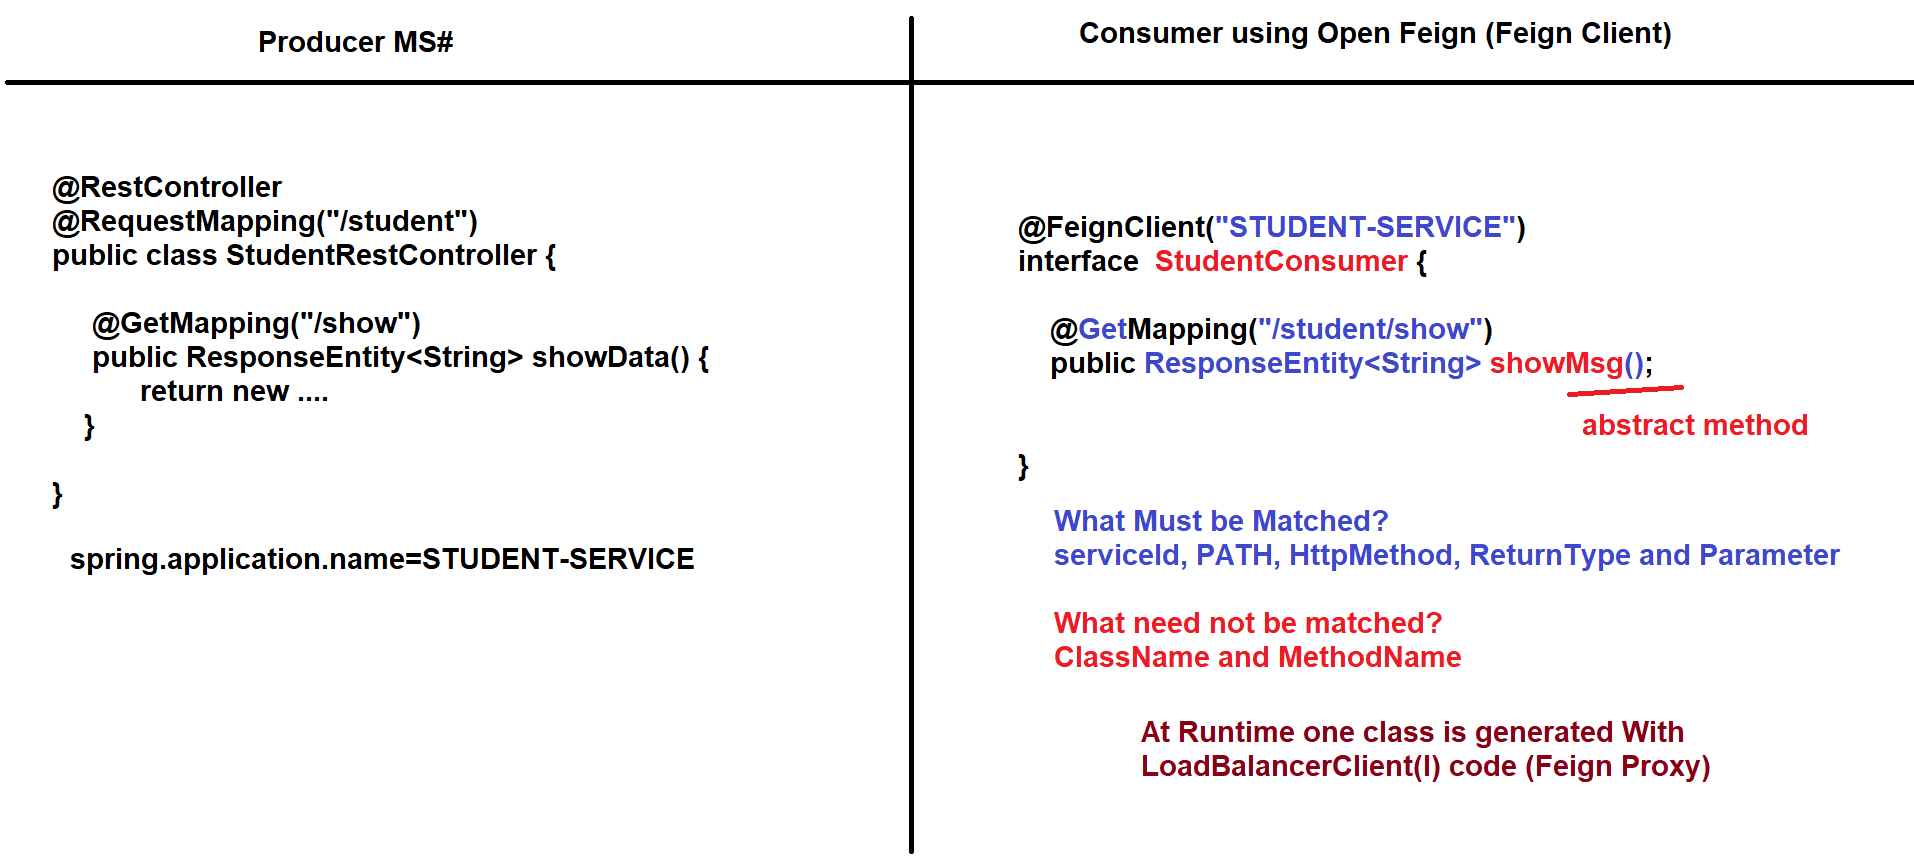 Producer MS#
Consumer using Open Feign (Feign Client)
@RestController
@RequestMapping("/student")
public class StudentRestController {
@GetMapping("/show")
public ResponseEntity<String> showData() {
return new ....
}
}
spring.application.name=STUDENT-SERVICE
@FeignClient("STUDENT-SERVICE")
interface StudentConsumer {
@GetMapping("/student/show")
public ResponseEntity<String> showMsg();
abstract method
}
What Must be Matched?
serviceId, PATH, HttpMethod, ReturnType and Parameter
What need not be matched?
ClassName and MethodName
At Runtime one class is generated With
LoadBalancerClient(I) code (Feign Proxy)